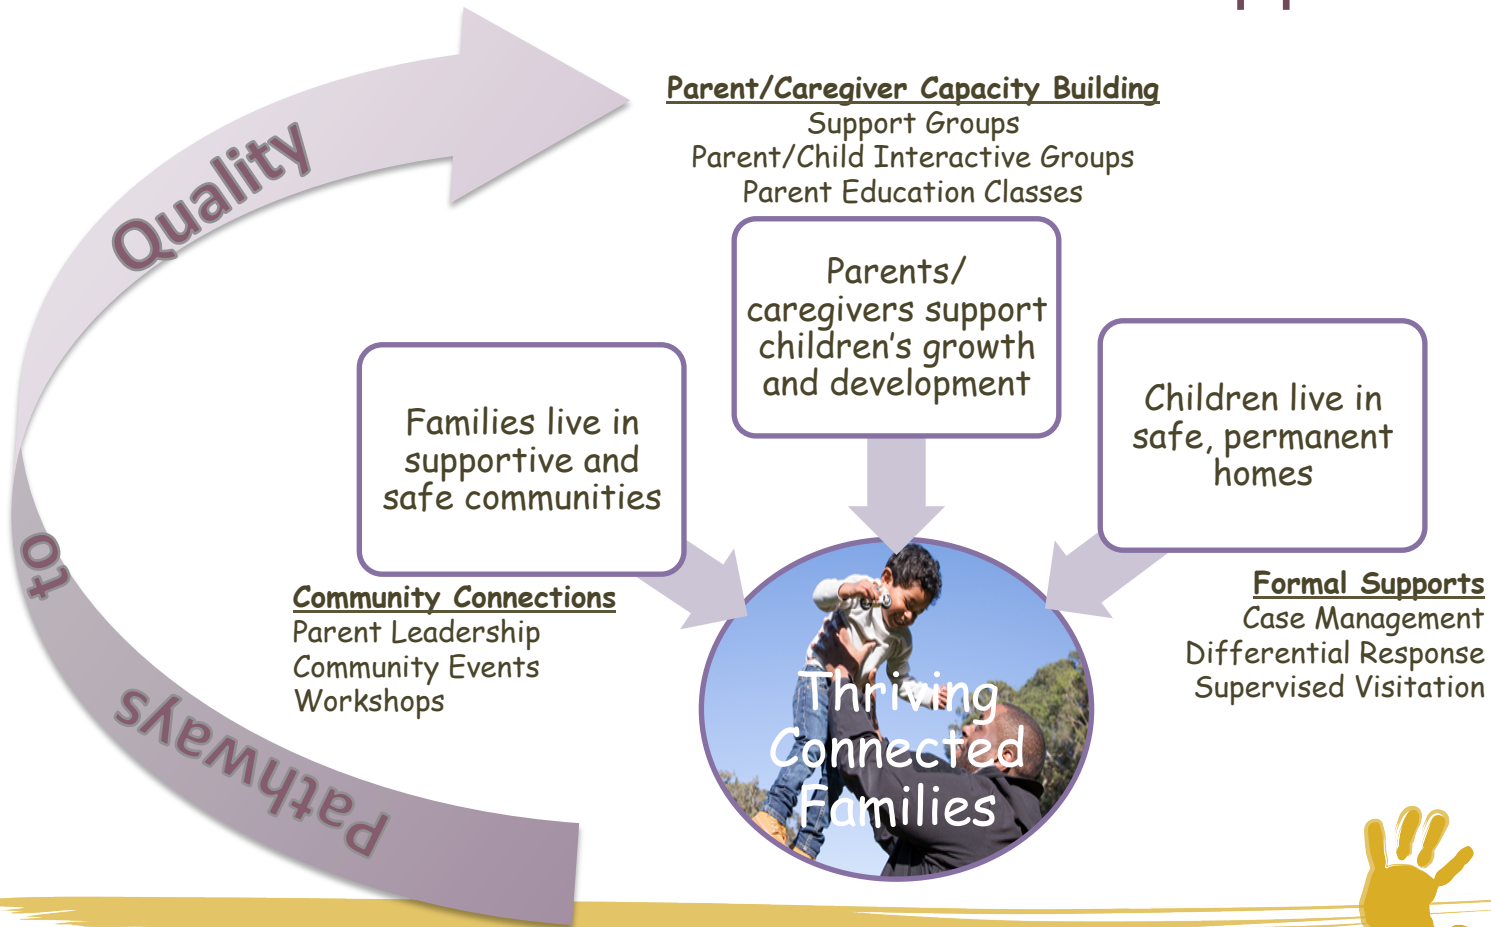 Parent/Caregiver Capacity Building
Support Groups
Parent/Child Interactive Groups
Parent Education Classes
Parents/
caregivers support
children's growth
and development
Families live in
supportive and
safe communities
Children live in
safe, permanent
homes
Community Connections
Parent Leadership
Community Events
Workshops
Formal Supports
Case Management
Differential Response
Supervised Visitation
Thriving
Connected
Families
Pathways
to
Quality